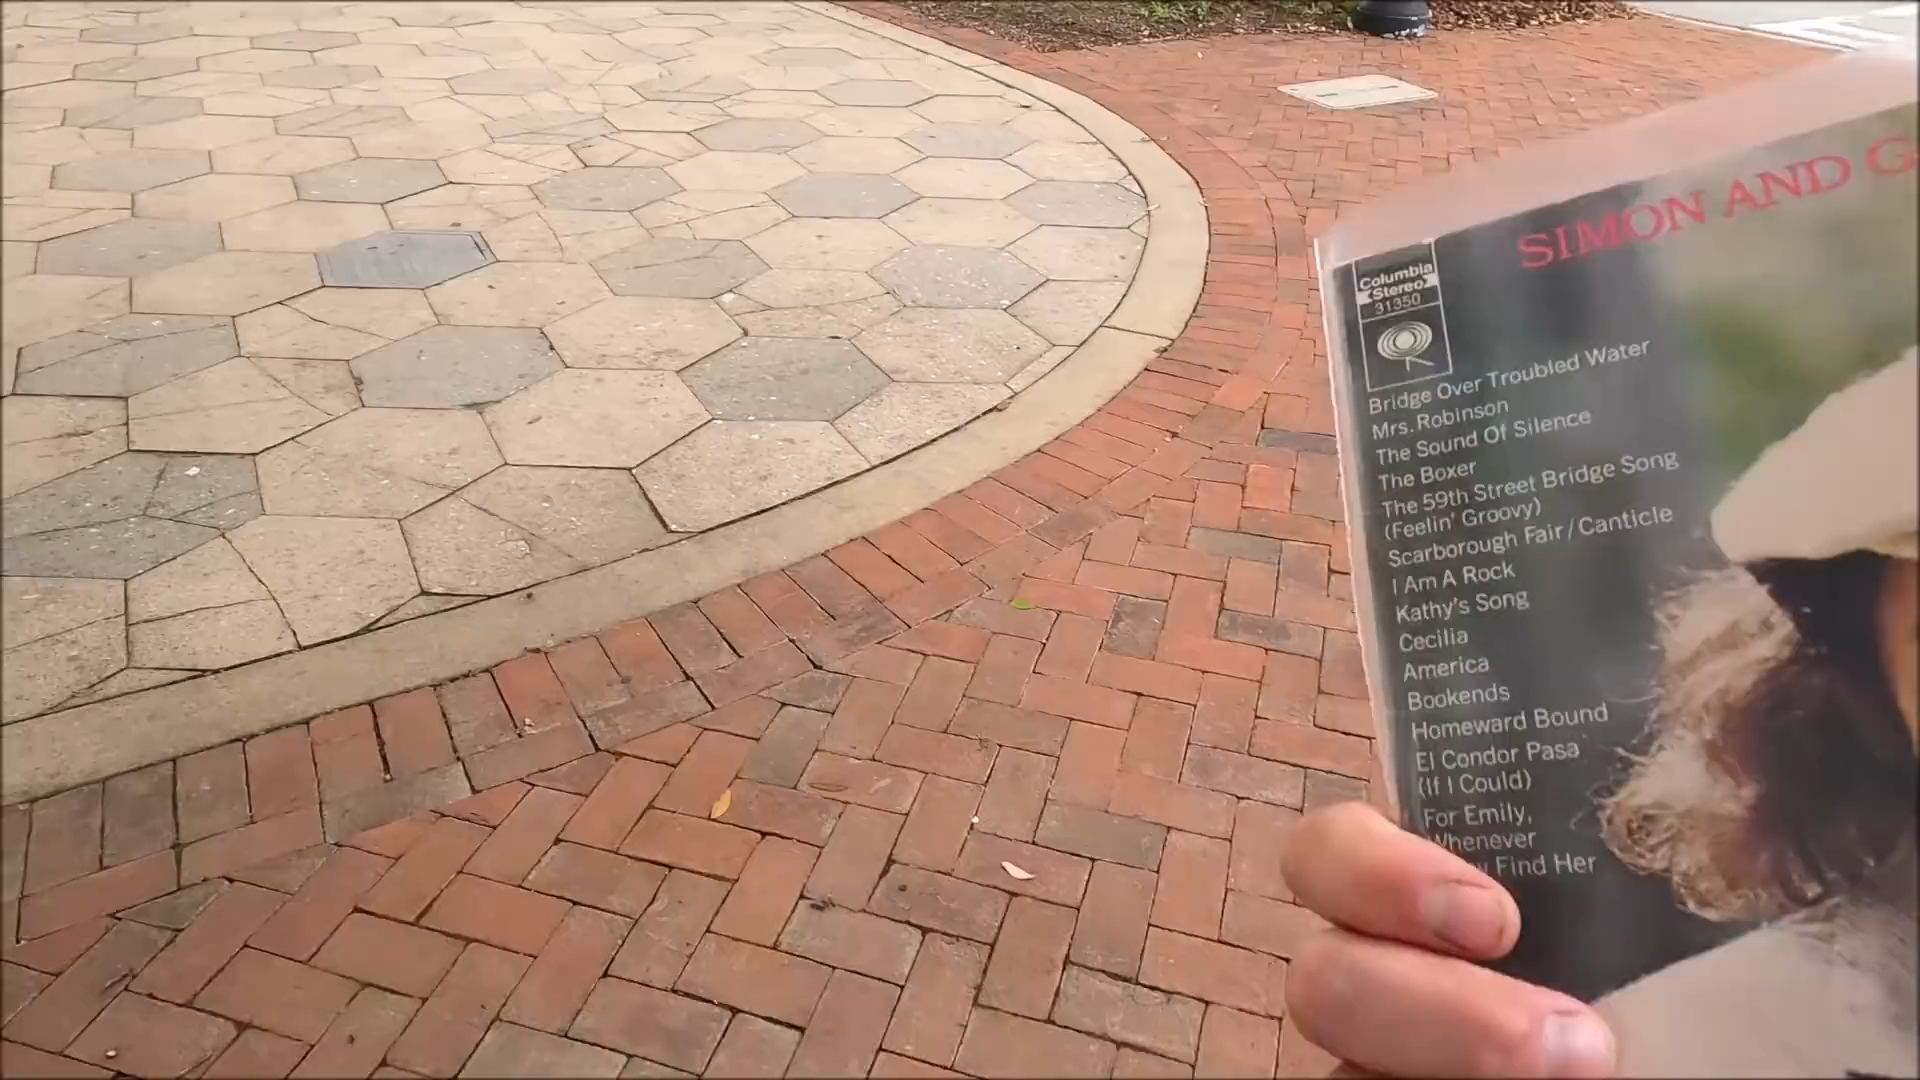 SIMON AND G
Columbia
Stereo
31350
Bridge Over Troubled Water
Mrs. Robinson
The Sound Of Silence
The Boxer
The 59th Street Bridge Song
(Feelin' Groovy)
Scarborough Fair / Canticle
I Am A Rock
Kathy's Song
Cecilia
America
Bookends
Homeward Bound
El Condor Pasa
(If I Could)
For Emily,
Whenever
Find Her